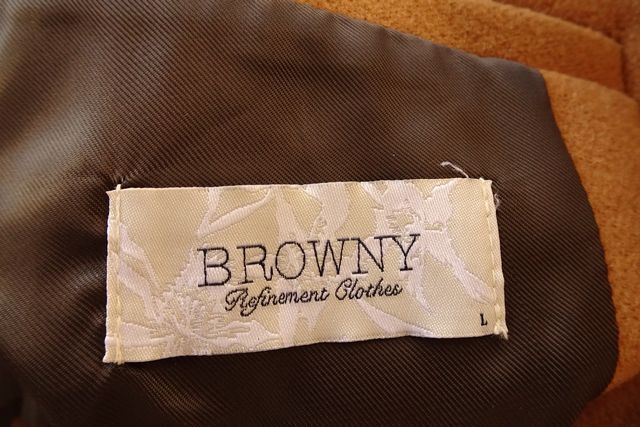 BROWNY
Refinement Clothes
L